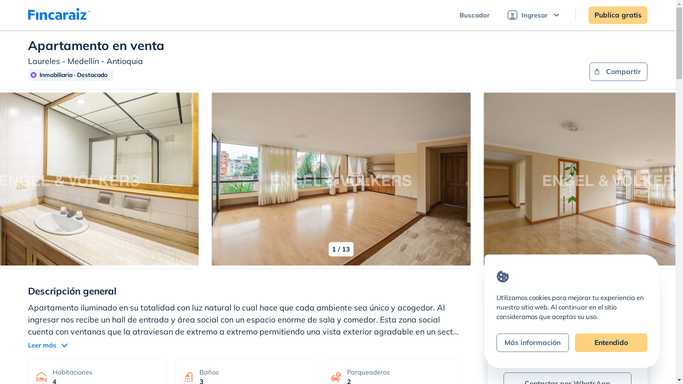 Fincaraiz
Buscador
Ingresar
Publica gratis
Apartamento en venta
Laureles - Medellín - Antioquia
Inmobiliaria · Destacado
Compartir
ENGEL & VÖLKERS
ENGEL & VÖLKERS
ENGEL & VÖLKERS
1 / 13
Descripción general
Apartamento iluminado en su totalidad con luz natural lo cual hace que cada ambiente sea único y acogedor. Al
ingresar nos recibe un hall de entrada y área social con un espacio enorme de sala y comedor. Esta zona social
cuenta con ventanas que la atraviesan de extremo a extremo permitiendo una vista exterior agradable en un sect...
Leer más
Habitaciones
4
Baños
3
Parqueaderos
2
Utilizamos cookies para mejorar tu experiencia en
nuestro sitio web. Al continuar en el sitio
consideramos que aceptas su uso.
Más información
Entendido
Contactar por WhatsApp